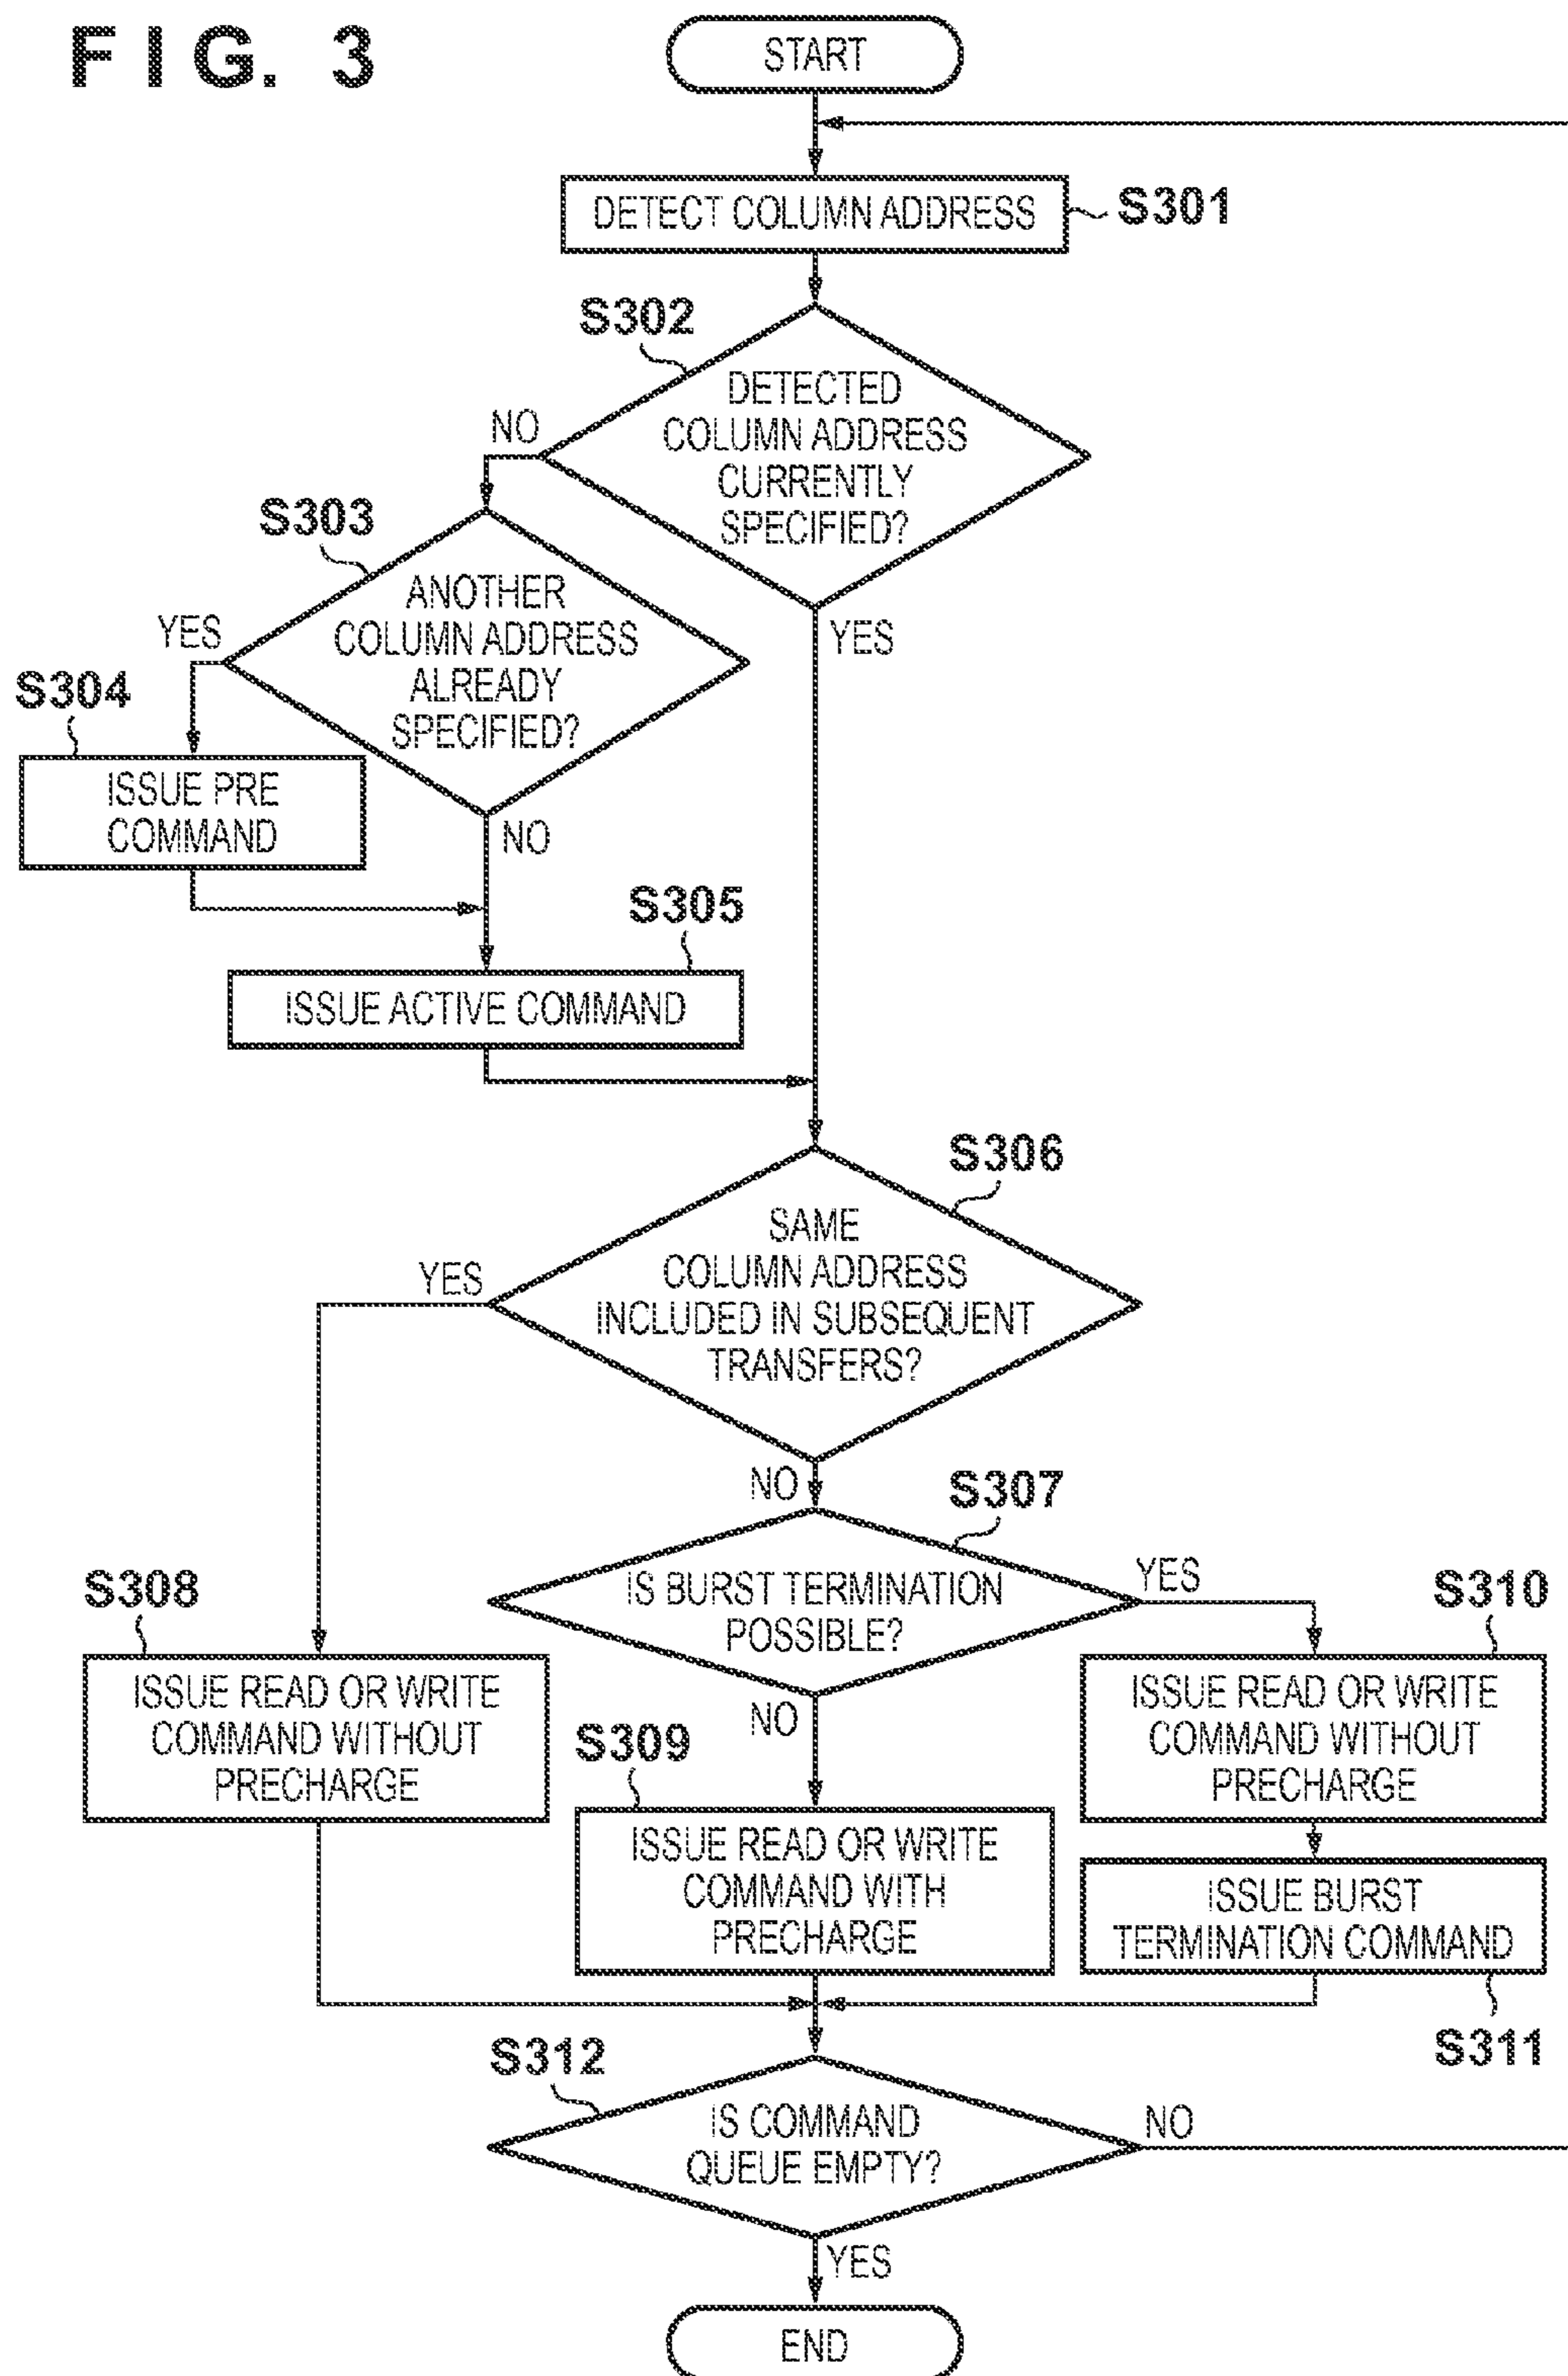 FIG. 3
START
DETECT COLUMN ADDRESS
S301
S302
DETECTED
COLUMN ADDRESS
CURRENTLY
SPECIFIED?
NO
YES
S303
ANOTHER
COLUMN ADDRESS
ALREADY
SPECIFIED?
YES
NO
S304
ISSUE PRE
COMMAND
S305
ISSUE ACTIVE COMMAND
S306
SAME
COLUMN ADDRESS
INCLUDED IN SUBSEQUENT
TRANSFERS?
YES
NO
S307
IS BURST TERMINATION
POSSIBLE?
YES
NO
S308
ISSUE READ OR WRITE
COMMAND WITHOUT
PRECHARGE
S309
ISSUE READ OR WRITE
COMMAND WITH
PRECHARGE
S310
ISSUE READ OR WRITE
COMMAND WITHOUT
PRECHARGE
ISSUE BURST
TERMINATION COMMAND
S311
S312
IS COMMAND
QUEUE EMPTY?
NO
YES
END